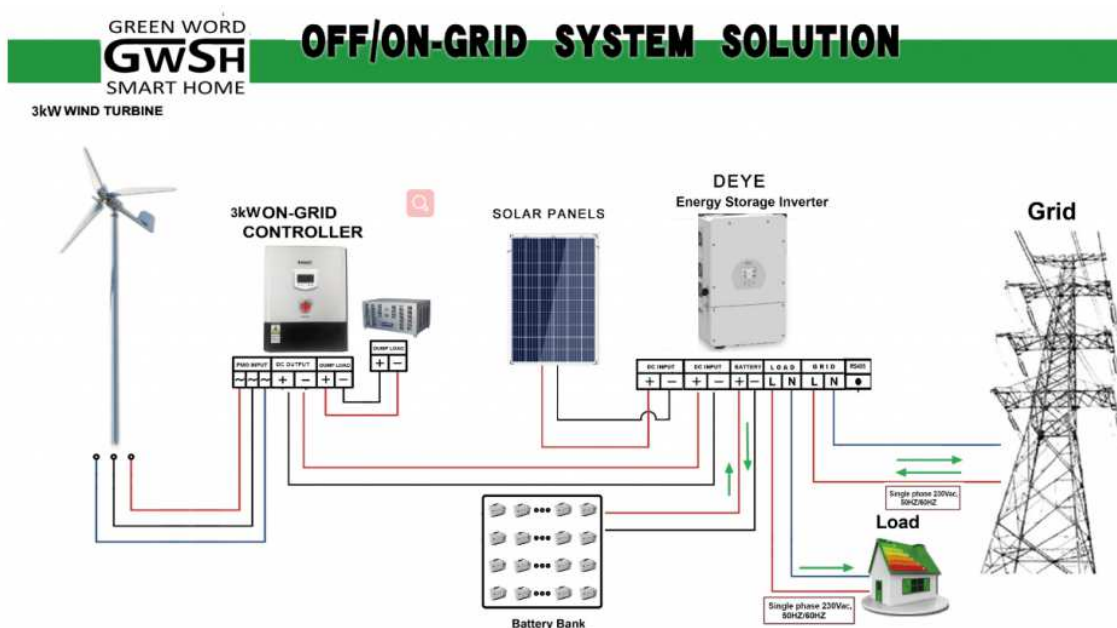 GREEN WORD
GWSH
SMART HOME
OFF/ON-GRID SYSTEM SOLUTION
3kW WIND TURBINE
3kW ON-GRID
CONTROLLER
SOLAR PANELS
DEYE
Energy Storage Inverter
Grid
PMG INPUT
DC OUTPUT
DUMP LOAD
~ ~ ~ + − + −
DUMP LOAD
+ −
DC INPUT
DC INPUT
BATTERY
LOAD
GRID
RS485
+ − + − + − L N L N
Single phase 230Vac,
50HZ/60HZ
Load
Single phase 230Vac,
50HZ/60HZ
Battery Bank